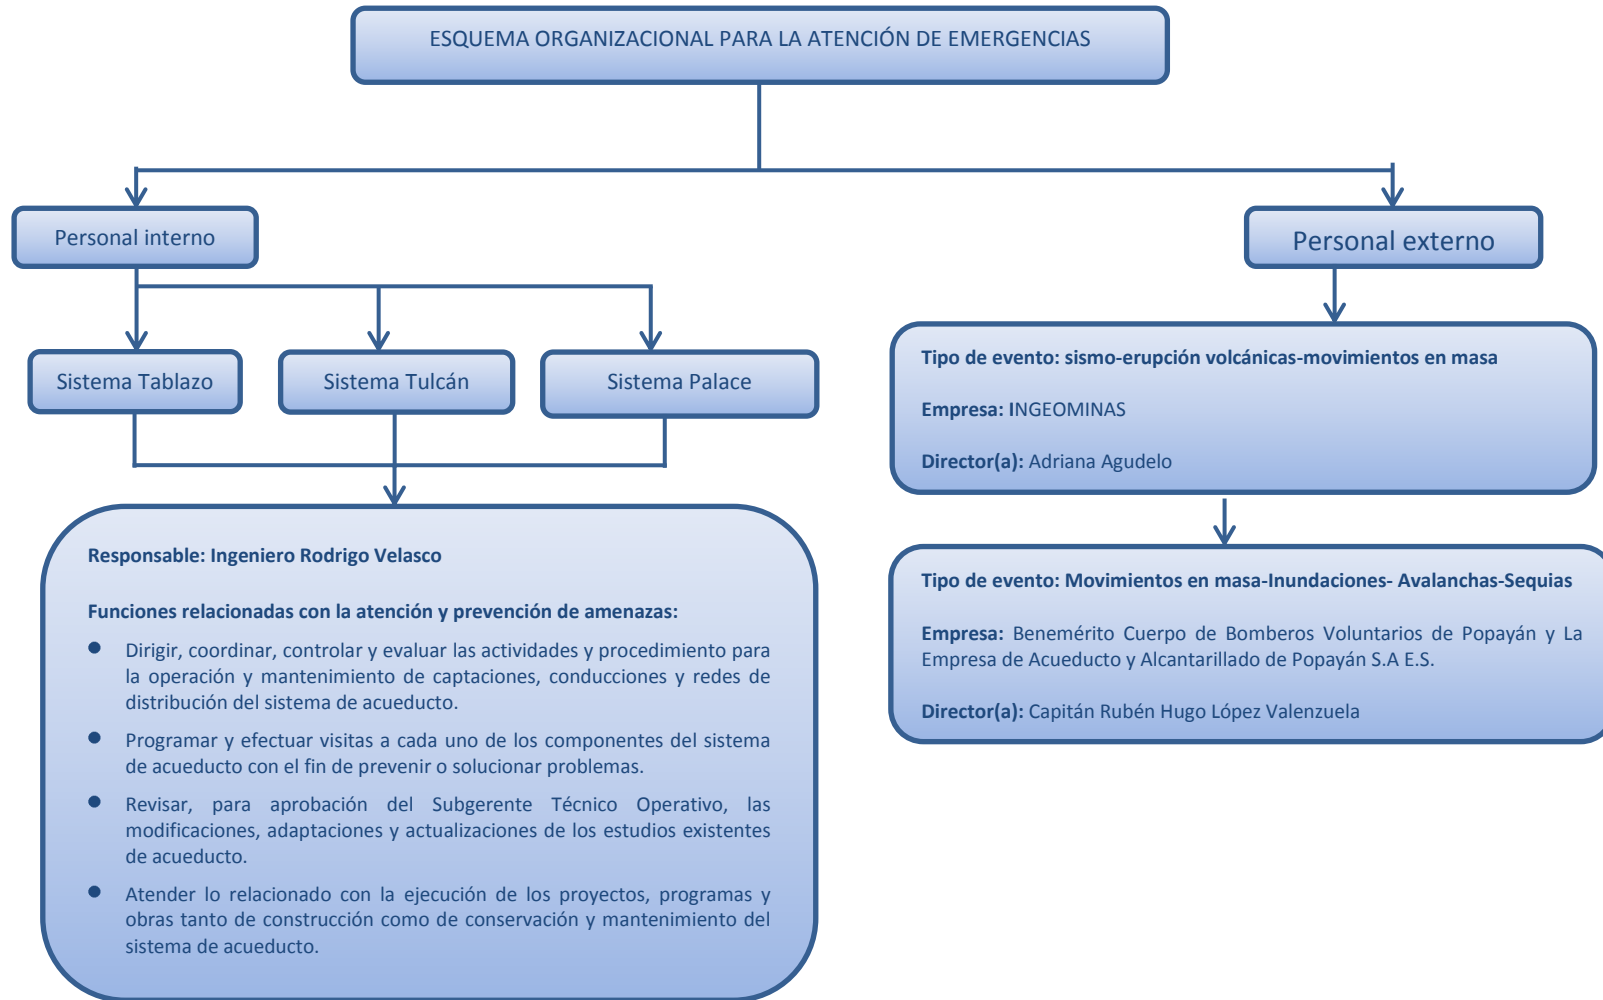 ESQUEMA ORGANIZACIONAL PARA LA ATENCIÓN DE EMERGENCIAS
Personal interno
Personal externo
Sistema Tablazo
Sistema Tulcán
Sistema Palace
Responsable: Ingeniero Rodrigo Velasco
Funciones relacionadas con la atención y prevención de amenazas:
● Dirigir, coordinar, controlar y evaluar las actividades y procedimiento para
la operación y mantenimiento de captaciones, conducciones y redes de
distribución del sistema de acueducto.
● Programar y efectuar visitas a cada uno de los componentes del sistema
de acueducto con el fin de prevenir o solucionar problemas.
● Revisar, para aprobación del Subgerente Técnico Operativo, las
modificaciones, adaptaciones y actualizaciones de los estudios existentes
de acueducto.
● Atender lo relacionado con la ejecución de los proyectos, programas y
obras tanto de construcción como de conservación y mantenimiento del
sistema de acueducto.
Tipo de evento: sismo-erupción volcánicas-movimientos en masa
Empresa: INGEOMINAS
Director(a): Adriana Agudelo
Tipo de evento: Movimientos en masa-Inundaciones- Avalanchas-Sequias
Empresa: Benemérito Cuerpo de Bomberos Voluntarios de Popayán y La
Empresa de Acueducto y Alcantarillado de Popayán S.A E.S.
Director(a): Capitán Rubén Hugo López Valenzuela